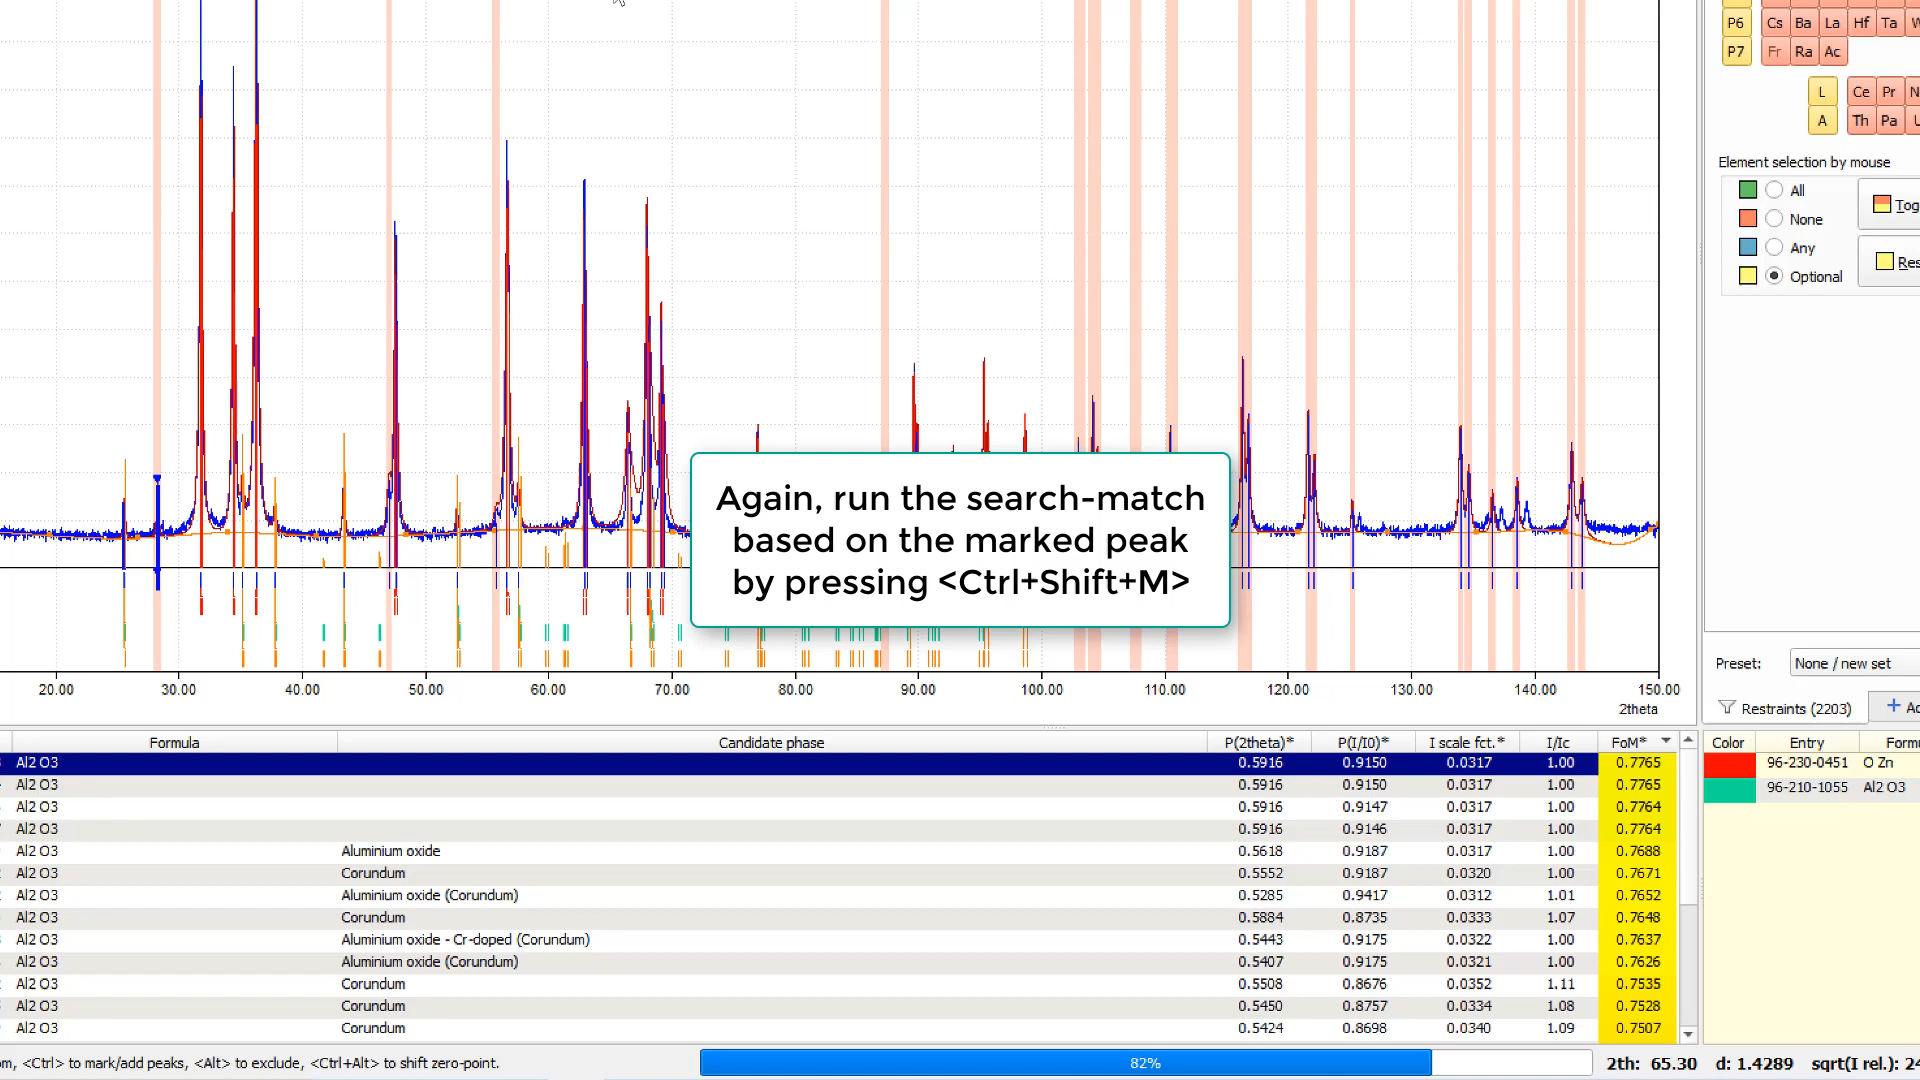 P6 Cs Ba La Hf Ta
P7 Fr Ra Ac
L Ce Pr
A Th Pa
Element selection by mouse
All
None
Any
Optional
Again, run the search-match
based on the marked peak
by pressing <Ctrl+Shift+M>
20.00 30.00 40.00 50.00 60.00 70.00 80.00 90.00 100.00 110.00 120.00 130.00 140.00 150.00
2theta
Preset: None / new set
Restraints (2203)
Formula Candidate phase P(2theta)* P(I/I0)* I scale fct.* I/Ic FoM*
Al2 O3 0.5916 0.9150 0.0317 1.00 0.7765
Al2 O3 0.5916 0.9150 0.0317 1.00 0.7765
Al2 O3 0.5916 0.9147 0.0317 1.00 0.7764
Al2 O3 0.5916 0.9146 0.0317 1.00 0.7764
Al2 O3 Aluminium oxide 0.5618 0.9187 0.0317 1.00 0.7688
Al2 O3 Corundum 0.5552 0.9187 0.0320 1.00 0.7671
Al2 O3 Aluminium oxide (Corundum) 0.5285 0.9417 0.0312 1.01 0.7652
Al2 O3 Corundum 0.5884 0.8735 0.0333 1.07 0.7648
Al2 O3 Aluminium oxide - Cr-doped (Corundum) 0.5443 0.9175 0.0322 1.00 0.7637
Al2 O3 Aluminium oxide (Corundum) 0.5407 0.9175 0.0321 1.00 0.7626
Al2 O3 Corundum 0.5508 0.8676 0.0352 1.11 0.7535
Al2 O3 Corundum 0.5450 0.8757 0.0334 1.08 0.7528
Al2 O3 Corundum 0.5424 0.8698 0.0340 1.09 0.7507
Color Entry Form
96-230-0451 O Zn
96-210-1055 Al2 O3
om, <Ctrl> to mark/add peaks, <Alt> to exclude, <Ctrl+Alt> to shift zero-point.
82%
2th: 65.30 d: 1.4289 sqrt(I rel.): 24